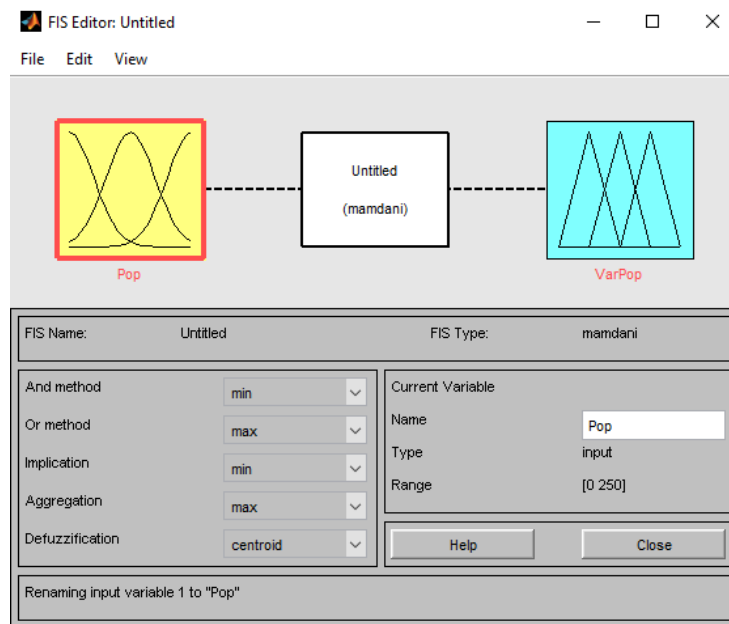 FIS Editor: Untitled
File Edit View
Untitled
(mamdani)
Pop
VarPop
FIS Name: Untitled FIS Type: mamdani
And method min
Or method max
Implication min
Aggregation max
Defuzzification centroid
Current Variable
Name Pop
Type input
Range [0 250]
Help Close
Renaming input variable 1 to "Pop"